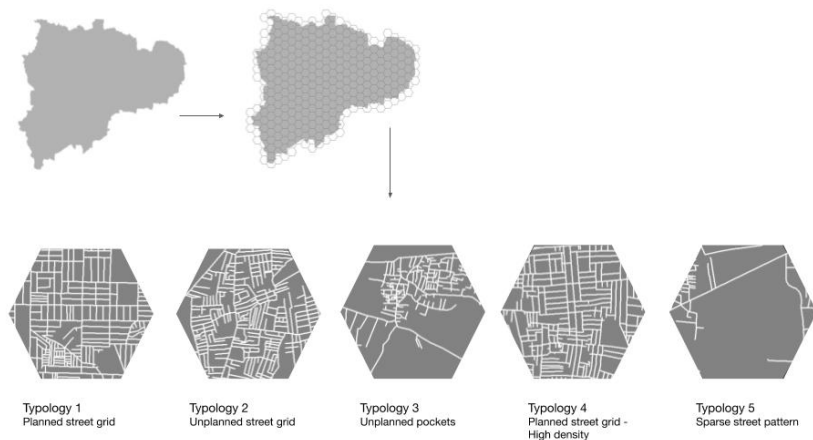 Typology 1
Planned street grid
Typology 2
Unplanned street grid
Typology 3
Unplanned pockets
Typology 4
Planned street grid -
High density
Typology 5
Sparse street pattern